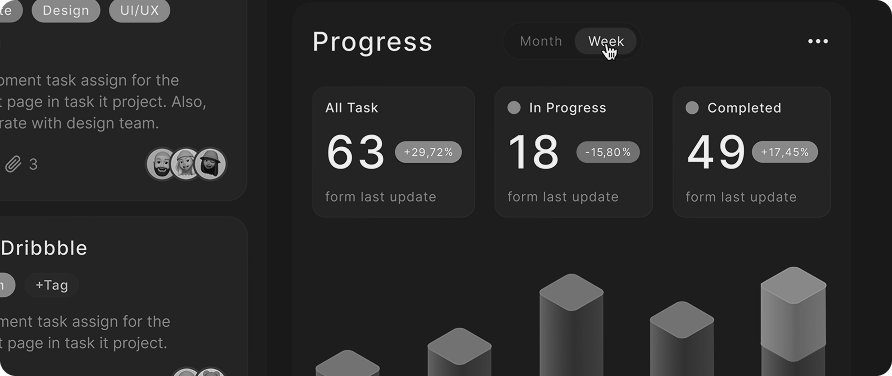 te Design UI/UX
oment task assign for the
t page in task it project. Also,
rate with design team.
3
Dribbble
n +Tag
ment task assign for the
t page in task it project.
Progress
Month Week
All Task
63 +29,72%
form last update
In Progress
18 -15,80%
form last update
Completed
49 +17,45%
form last update